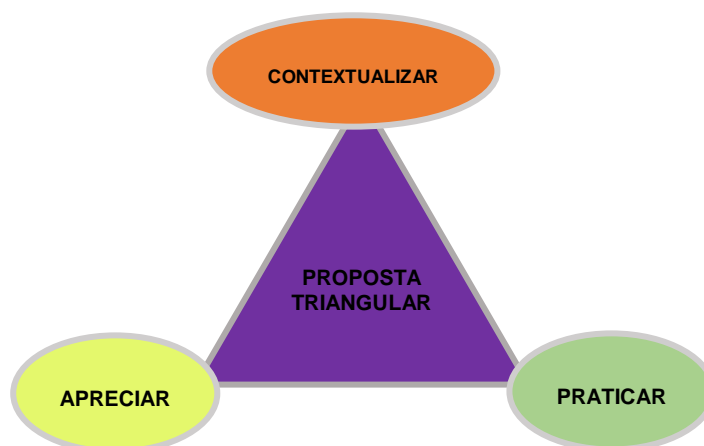 CONTEXTUALIZAR
PROPOSTA
TRIANGULAR
APRECIAR
PRATICAR